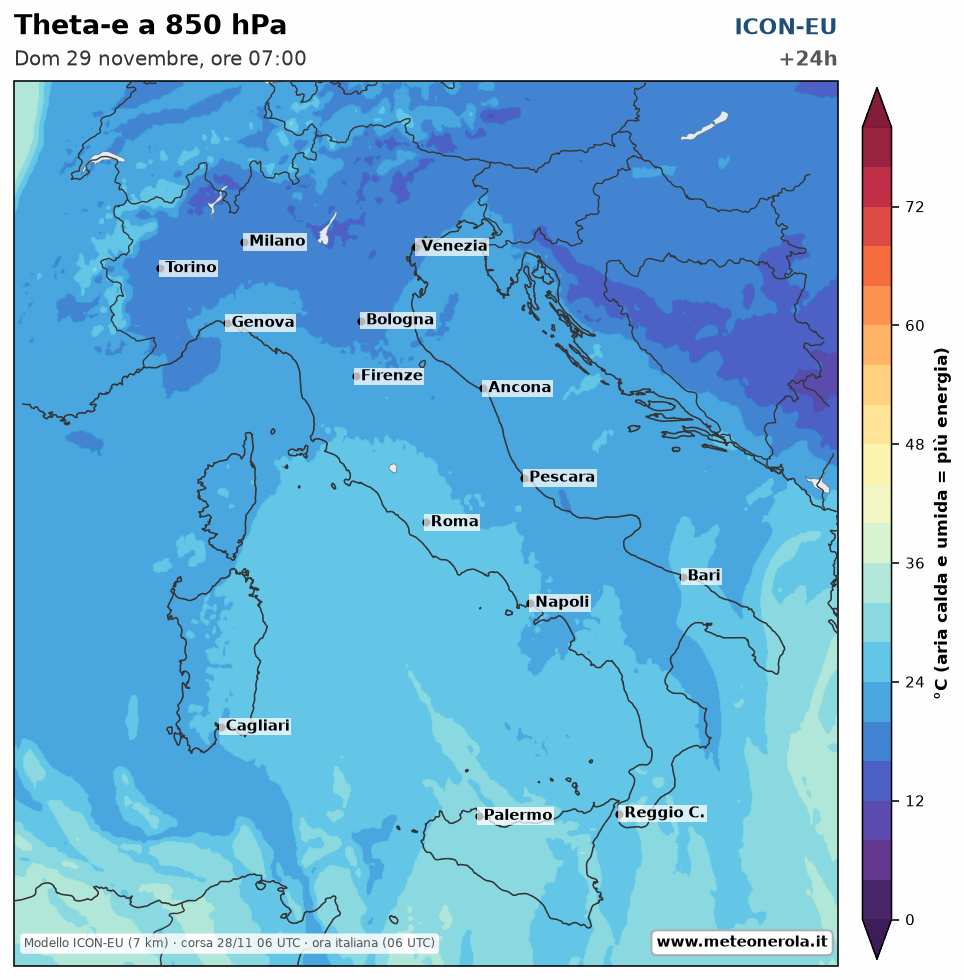 Theta-e a 850 hPa
ICON-EU
Dom 29 novembre, ore 07:00
+24h
Milano
Venezia
Torino
Genova
Bologna
Firenze
Ancona
Pescara
Roma
Bari
Napoli
Cagliari
Palermo
Reggio C.
72
60
48
36
24
12
0
°C (aria calda e umida = più energia)
Modello ICON-EU (7 km) · corsa 28/11 06 UTC · ora italiana (06 UTC)
www.meteonerola.it